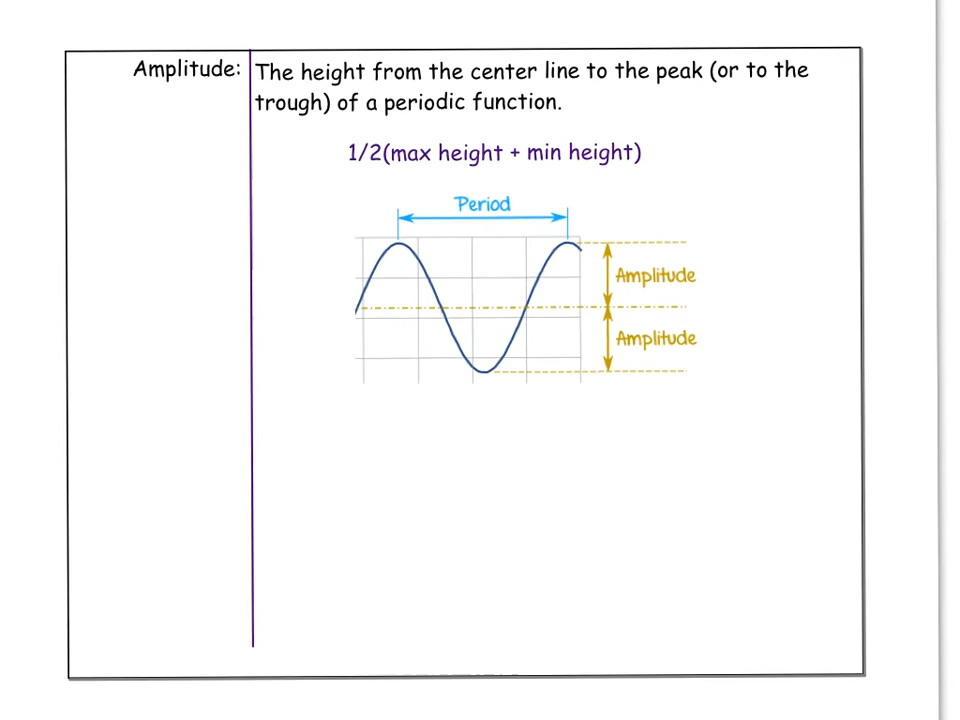 Amplitude:
The height from the center line to the peak (or to the
trough) of a periodic function.
1/2(max height + min height)
Period
Amplitude
Amplitude